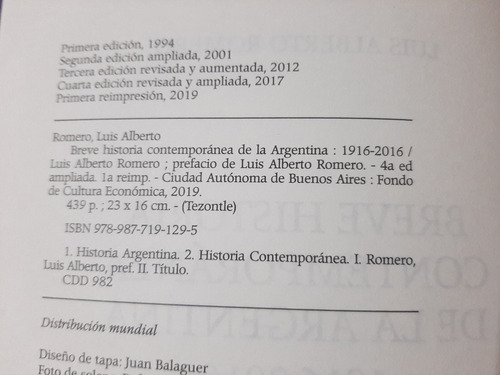 Primera edición, 1994
Segunda edición ampliada, 2001
Tercera edición revisada y aumentada, 2012
Cuarta edición revisada y ampliada, 2017
Primera reimpresión, 2019
Romero, Luis Alberto
Breve historia contemporánea de la Argentina : 1916-2016 /
Luis Alberto Romero ; prefacio de Luis Alberto Romero. - 4a ed
ampliada. 1a reimp. - Ciudad Autónoma de Buenos Aires : Fondo
de Cultura Económica, 2019.
439 p. ; 23 x 16 cm. - (Tezontle)
ISBN 978-987-719-129-5
1. Historia Argentina. 2. Historia Contemporánea. I. Romero,
Luis Alberto, pref. II. Título.
CDD 982
Distribución mundial
Diseño de tapa: Juan Balaguer
Foto de